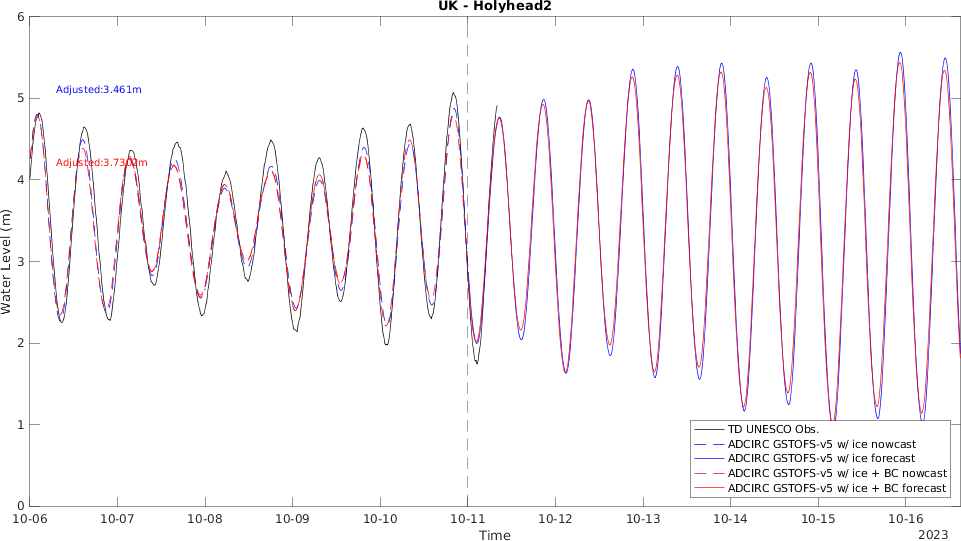 UK - Holyhead2
6
5
4
3
2
1
0
Water Level (m)
Adjusted:3.461m
Adjusted:3.7302m
TD UNESCO Obs.
ADCIRC GSTOFS-v5 w/ ice nowcast
ADCIRC GSTOFS-v5 w/ ice forecast
ADCIRC GSTOFS-v5 w/ ice + BC nowcast
ADCIRC GSTOFS-v5 w/ ice + BC forecast
10-06 10-07 10-08 10-09 10-10 10-11 10-12 10-13 10-14 10-15 10-16
Time
2023